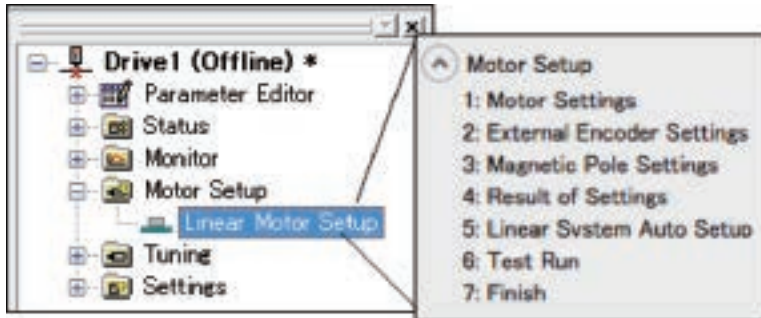 Drive1 (Offline) *
Parameter Editor
Status
Monitor
Motor Setup
Linear Motor Setup
Tuning
Settings
Motor Setup
1: Motor Settings
2: External Encoder Settings
3: Magnetic Pole Settings
4: Result of Settings
5: Linear System Auto Setup
6: Test Run
7: Finish